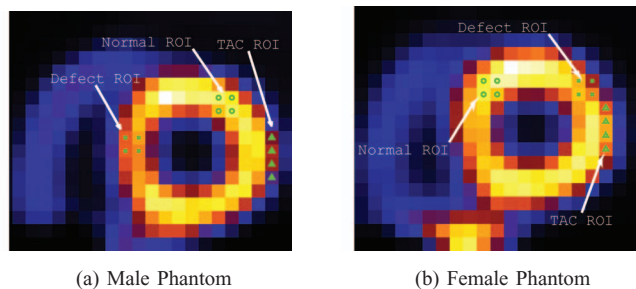 Normal ROI
TAC ROI
Defect ROI
Defect ROI
Normal ROI
TAC ROI
(a) Male Phantom
(b) Female Phantom